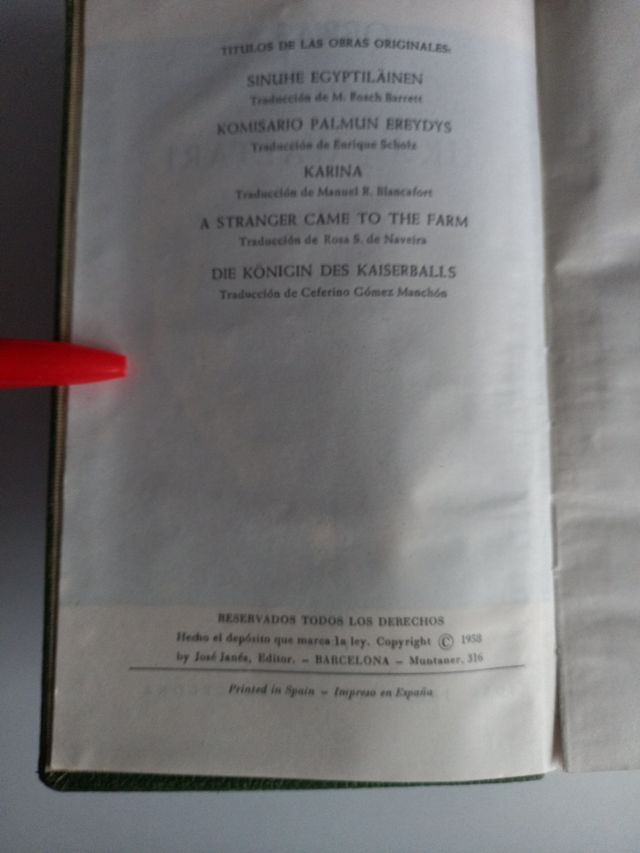 TITULOS DE LAS OBRAS ORIGINALES:
SINUHE EGYPTILÄINEN
Traducción de M. Bosch Barrett
KOMISARIO PALMUN EREYDYS
Traducción de Enrique Scholz
KARINA
Traducción de Manuel R. Blancafort
A STRANGER CAME TO THE FARM
Traducción de Rosa S. de Naveira
DIE KÖNIGIN DES KAISERBALLS
Traducción de Ceferino Gómez Manchón
RESERVADOS TODOS LOS DERECHOS
Hecho el depósito que marca la ley. Copyright © 1958
by José Janés, Editor. – BARCELONA – Muntaner, 316
Printed in Spain – Impreso en España